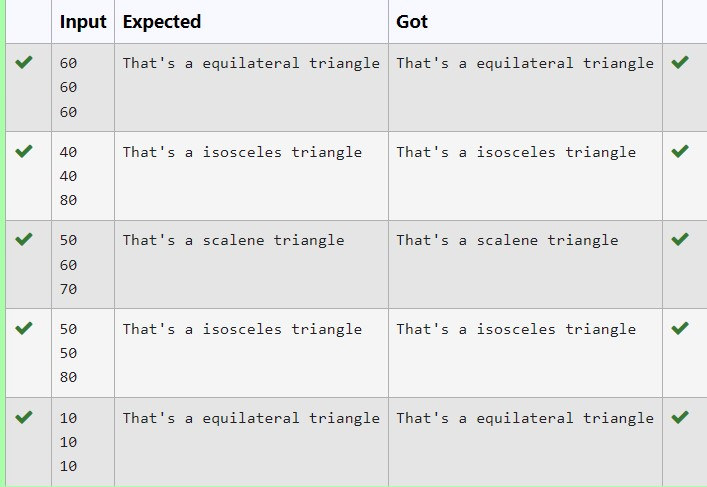 Input Expected Got
60 That's a equilateral triangle That's a equilateral triangle
60
60
40 That's a isosceles triangle That's a isosceles triangle
40
80
50 That's a scalene triangle That's a scalene triangle
60
70
50 That's a isosceles triangle That's a isosceles triangle
50
80
10 That's a equilateral triangle That's a equilateral triangle
10
10